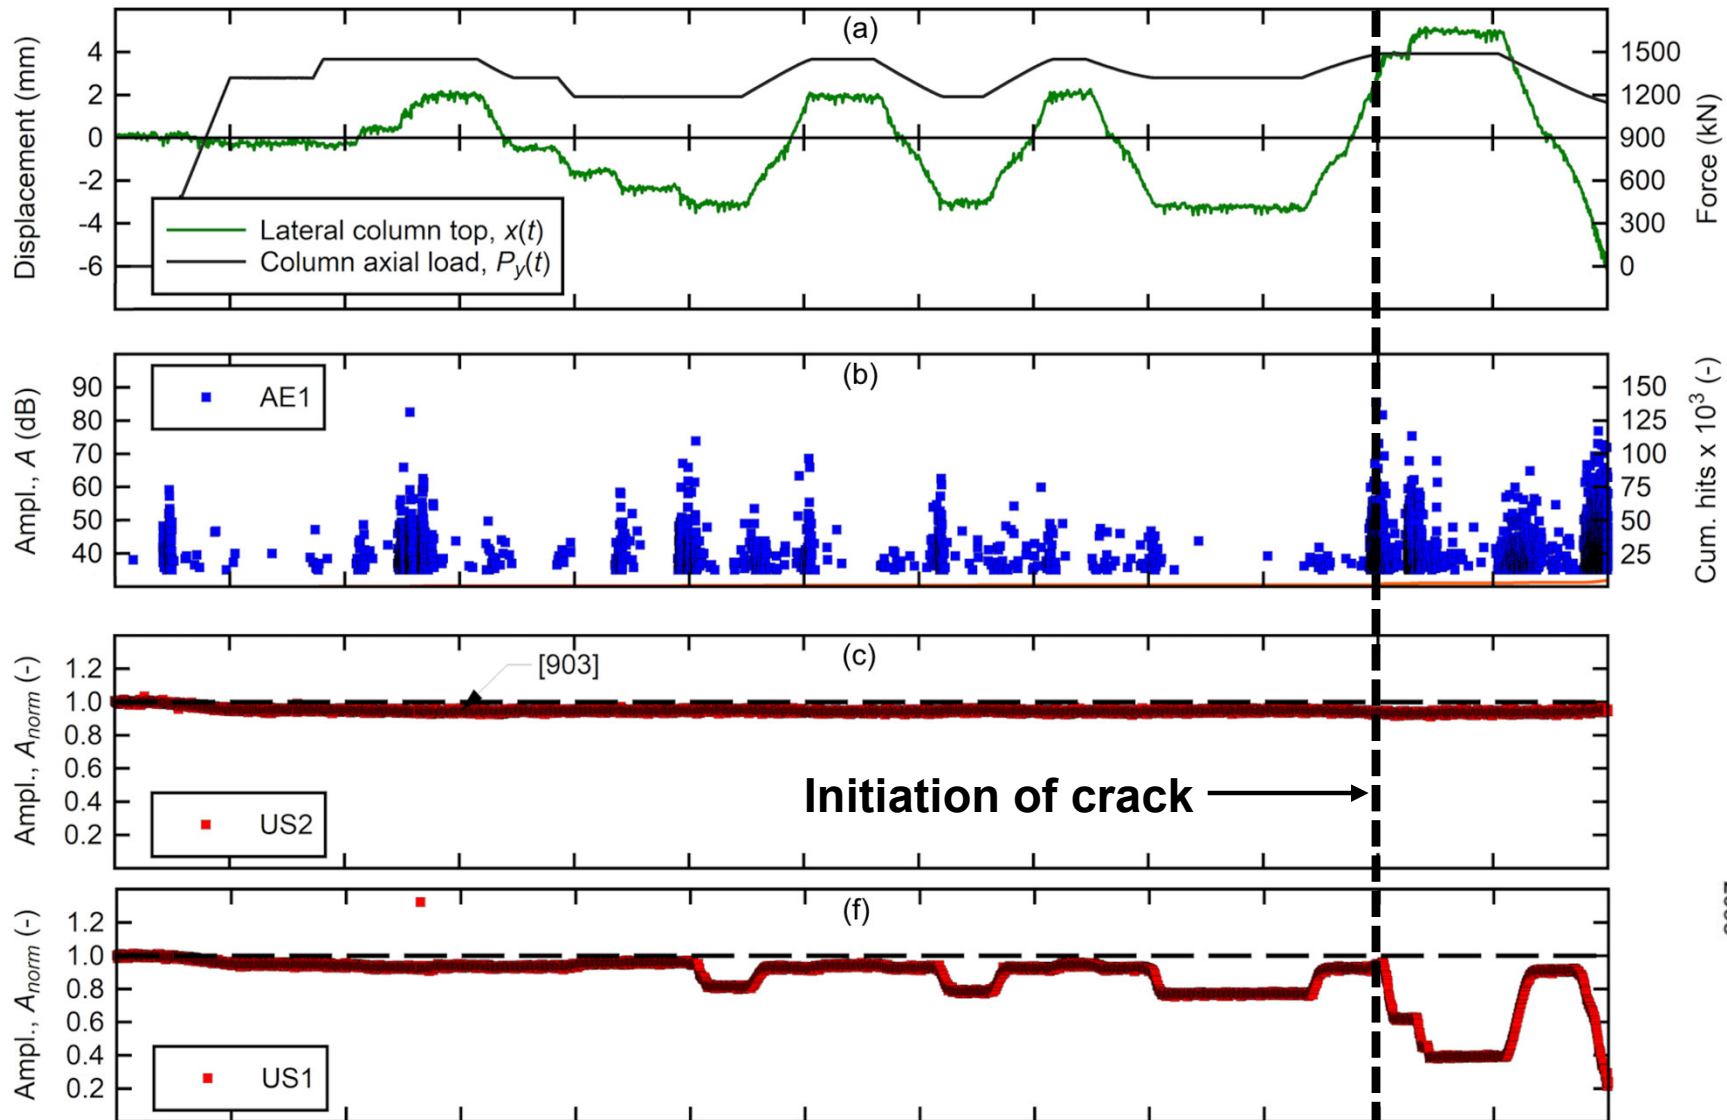 (a)
Displacement (mm)
4
2
0
-2
-4
-6
1500
1200
900
600
300
0
Force (kN)
Lateral column top, x(t)
Column axial load, Py(t)
(b)
Ampl., A (dB)
90
80
70
60
50
40
150
125
100
75
50
25
Cum. hits x 10³ (-)
AE1
(c)
Ampl., Anorm (-)
1.2
1.0
0.8
0.6
0.4
0.2
[903]
US2
Initiation of crack
(f)
Ampl., Anorm (-)
1.2
1.0
0.8
0.6
0.4
0.2
US1